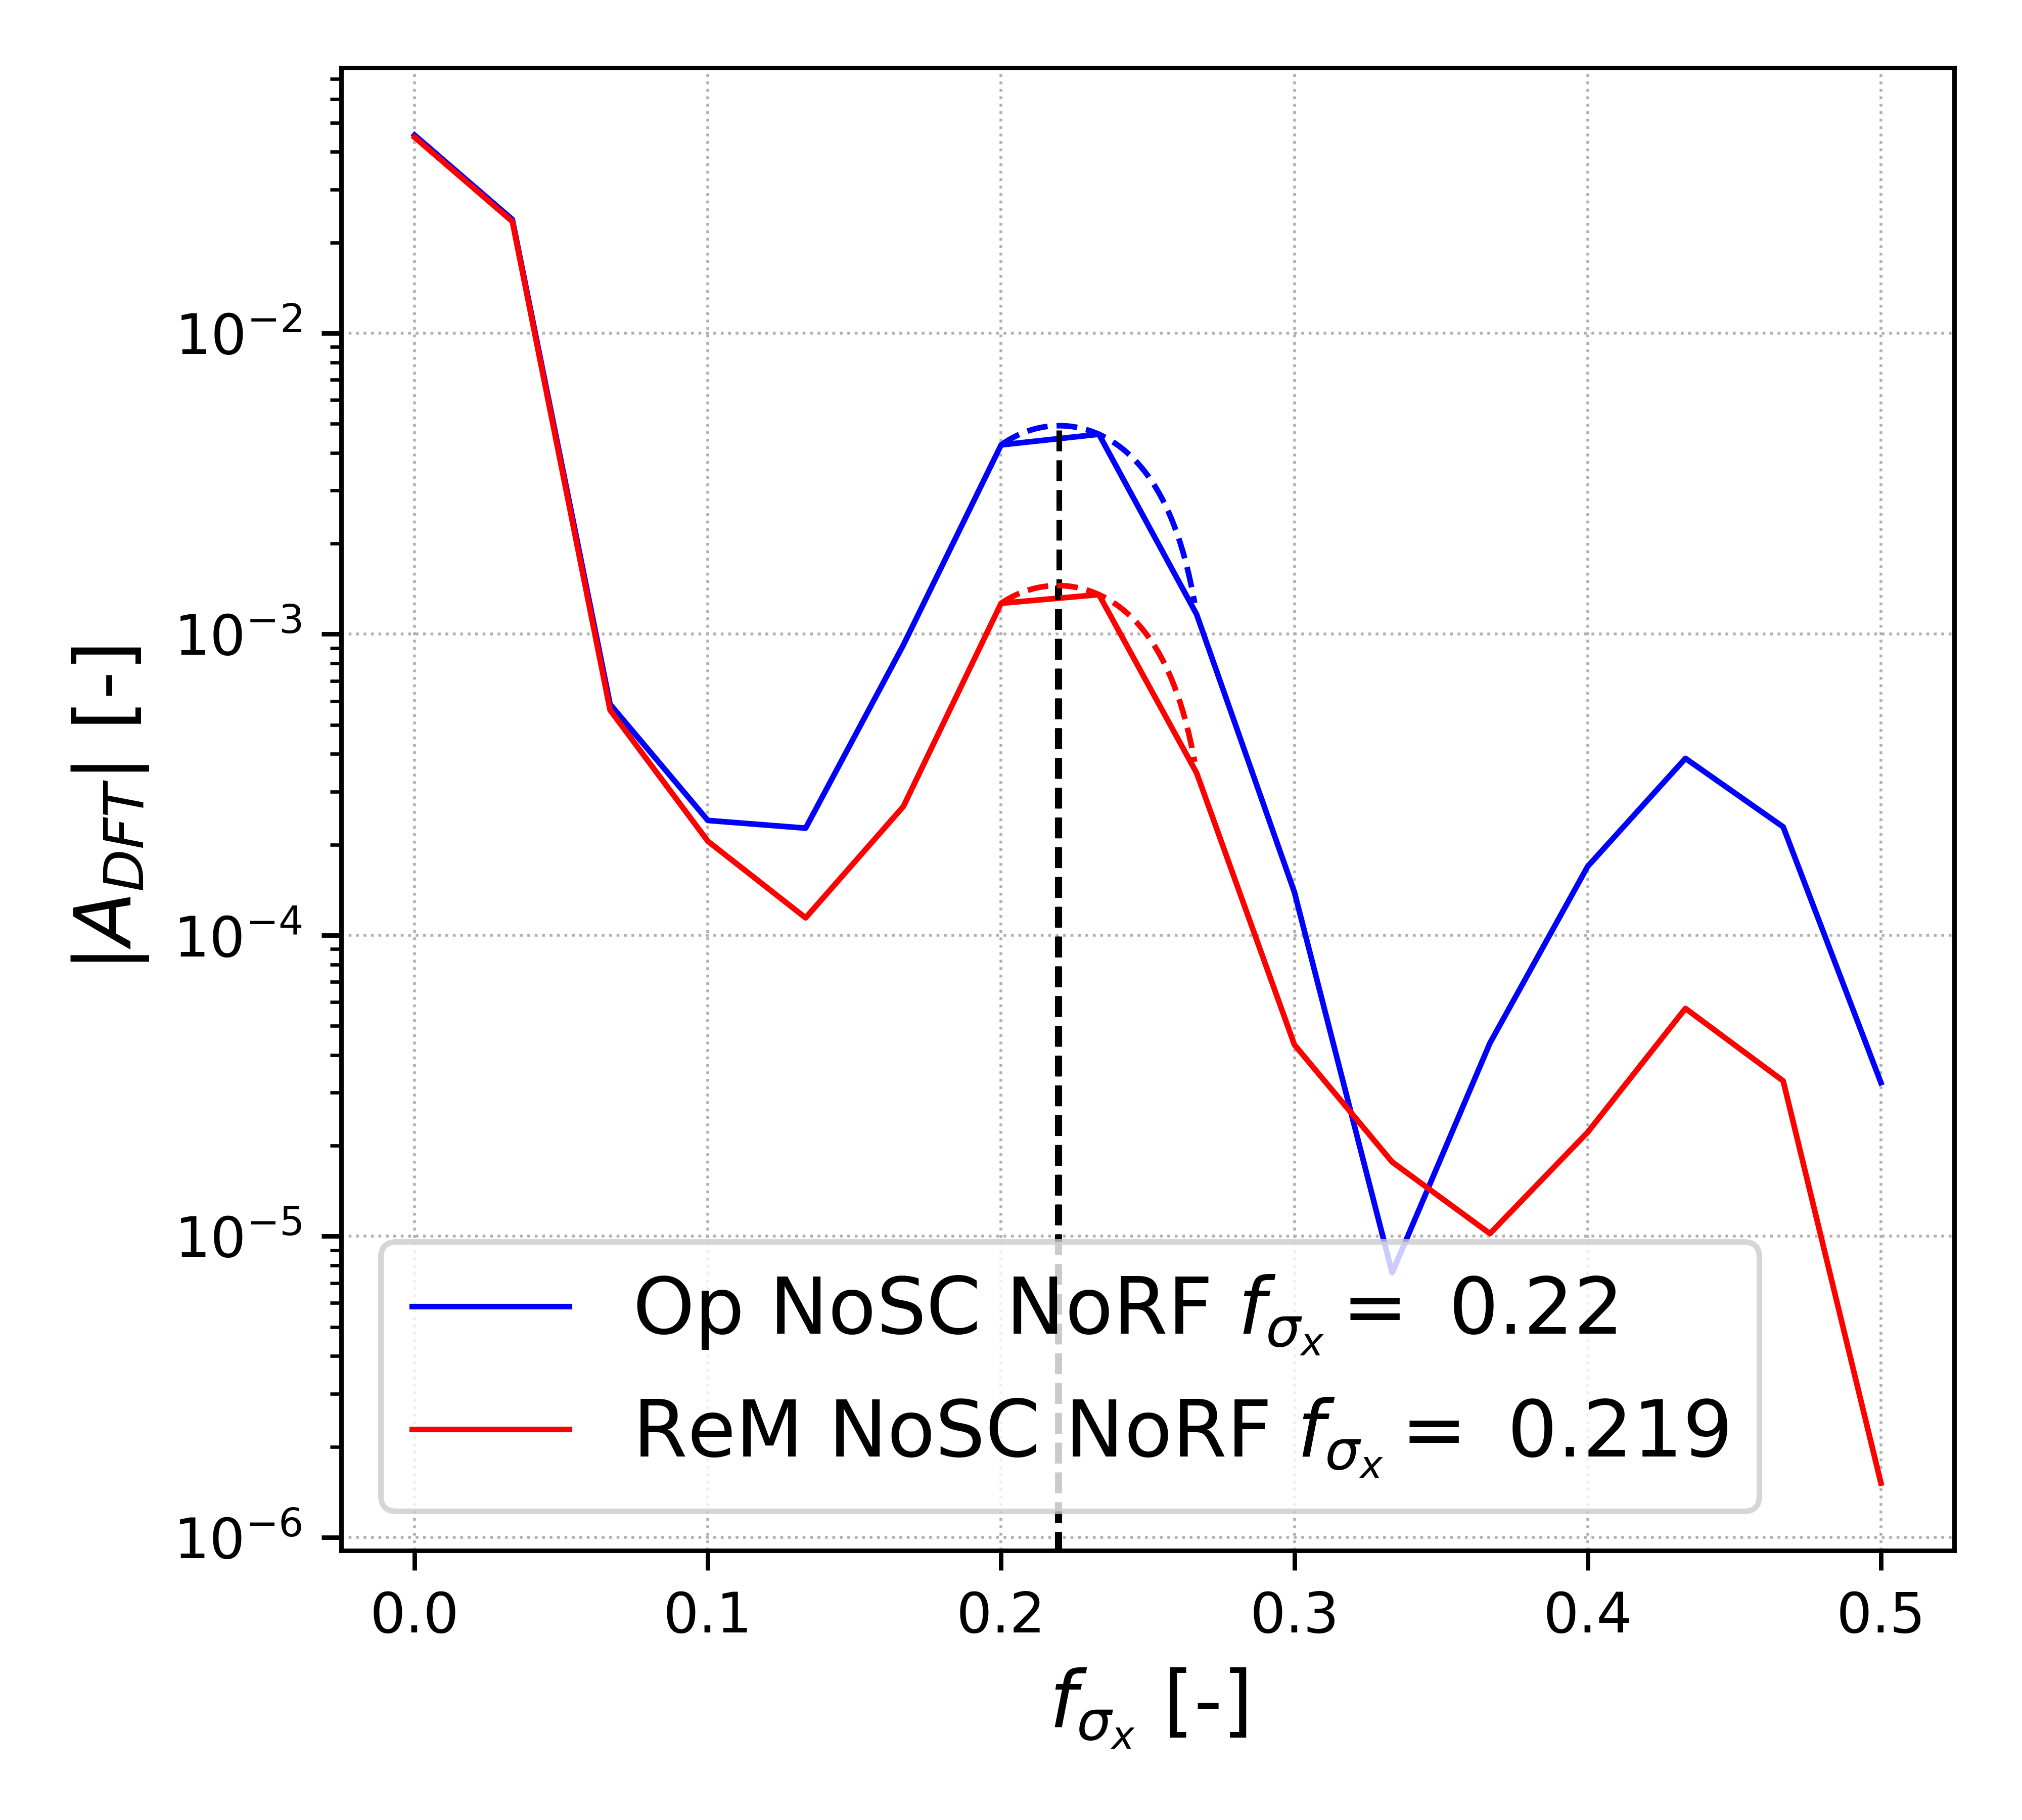 |A_{DFT}| [-]
10^{-2}
10^{-3}
10^{-4}
10^{-5}
10^{-6}
Op NoSC NoRF f_{σ_x} = 0.22
ReM NoSC NoRF f_{σ_x} = 0.219
0.0 0.1 0.2 0.3 0.4 0.5
f_{σ_x} [-]